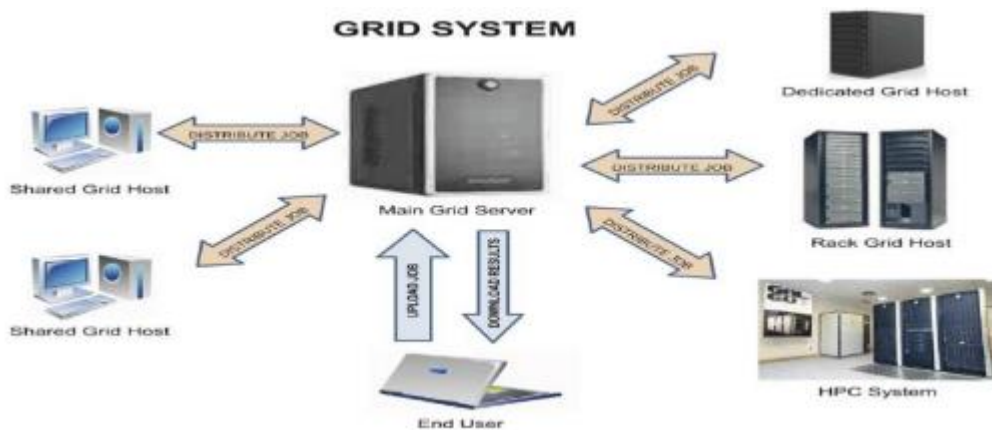 GRID SYSTEM
DISTRIBUTE JOB
Dedicated Grid Host
DISTRIBUTE JOB
Shared Grid Host
Main Grid Server
DISTRIBUTE JOB
Rack Grid Host
DISTRIBUTE JOB
Shared Grid Host
DISTRIBUTE JOB
UPLOAD JOB
DOWNLOAD RESULTS
HPC System
End User